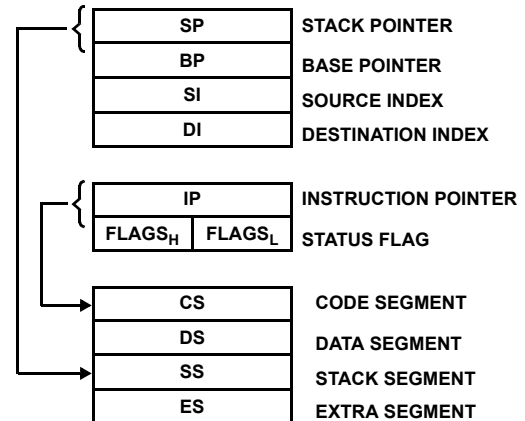 SP STACK POINTER
BP BASE POINTER
SI SOURCE INDEX
DI DESTINATION INDEX
IP INSTRUCTION POINTER
FLAGSH FLAGSL STATUS FLAG
CS CODE SEGMENT
DS DATA SEGMENT
SS STACK SEGMENT
ES EXTRA SEGMENT